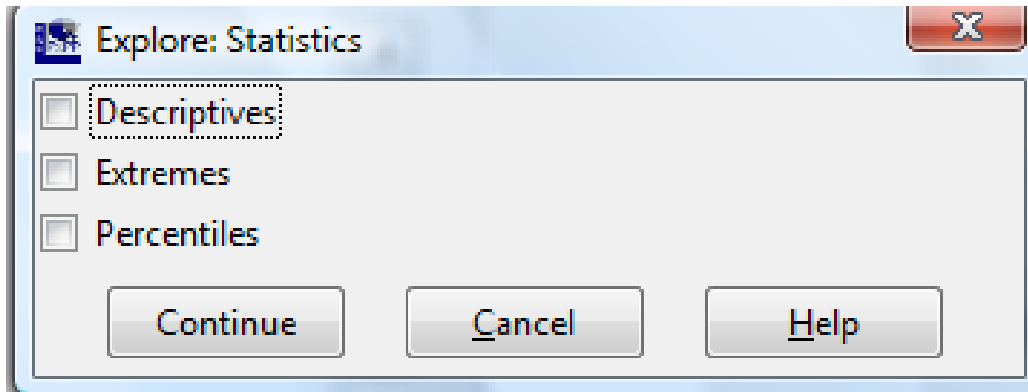 Explore: Statistics
Descriptives
Extremes
Percentiles
Continue Cancel Help